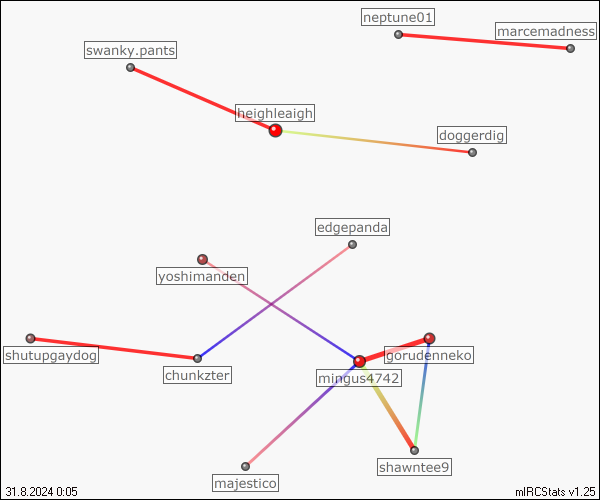 neptune01
marcemadness
swanky.pants
heighleaigh
doggerdig
edgepanda
yoshimanden
shutupgaydog
gorudenneko
chunkzter
mingus4742
shawntee9
majestico
31.8.2024 0:05
mIRCStats v1.25